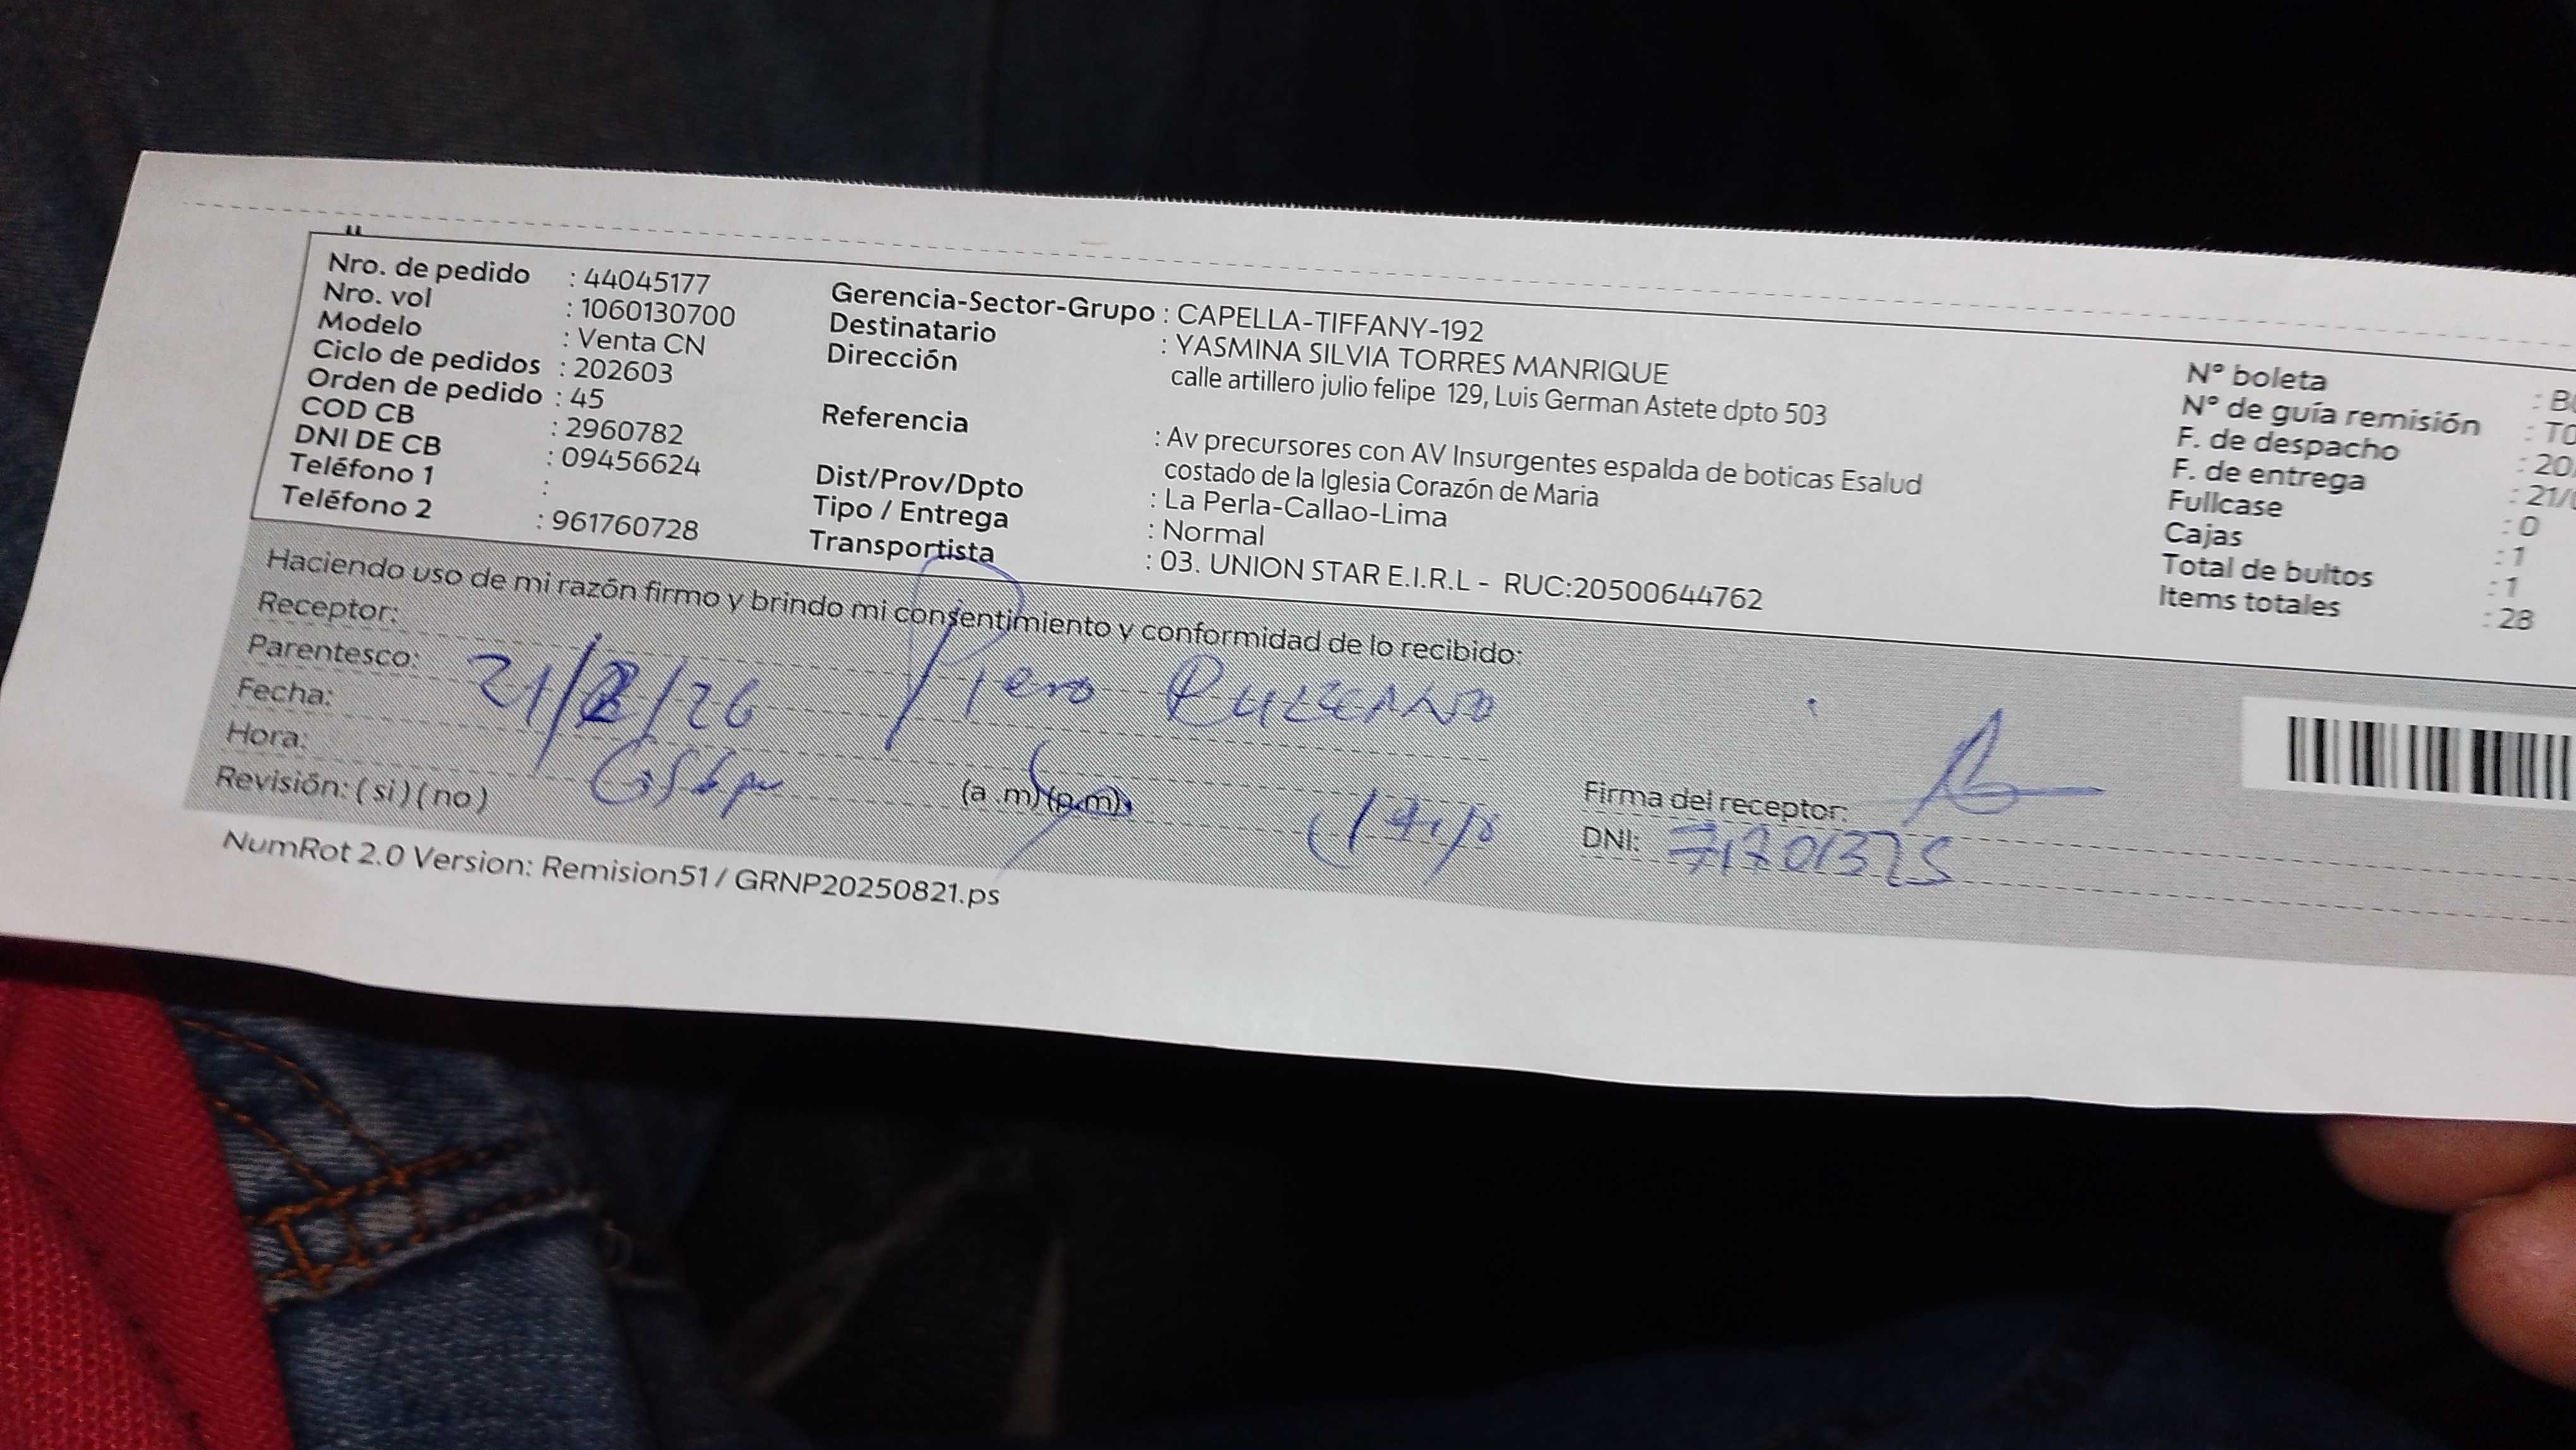 Nro. de pedido : 44045177
Nro. vol : 1060130700
Modelo : Venta CN
Ciclo de pedidos : 202603
Orden de pedido : 45
COD CB : 2960782
DNI DE CB : 09456624
Teléfono 1 :
Teléfono 2 : 961760728
Gerencia-Sector-Grupo : CAPELLA-TIFFANY-192
Destinatario : YASMINA SILVIA TORRES MANRIQUE
Dirección calle artillero julio felipe 129, Luis German Astete dpto 503
Referencia : Av precursores con AV Insurgentes espalda de boticas Esalud
costado de la Iglesia Corazón de Maria
Dist/Prov/Dpto : La Perla-Callao-Lima
Tipo / Entrega : Normal
Transportista : 03. UNION STAR E.I.R.L - RUC:20500644762
N° boleta :
N° de guía remisión :
F. de despacho :
F. de entrega : 21/
Fullcase : 0
Cajas : 1
Total de bultos : 1
Items totales : 28
Haciendo uso de mi razón firmo y brindo mi consentimiento y conformidad de lo recibido:
Receptor: Piero
Parentesco:
Fecha: 21/2/26
Hora: (a .m) (p.m)
Revisión: ( si ) ( no )
Firma del receptor:
DNI: 71701325
NumRot 2.0 Version: Remision51 / GRNP20250821.ps